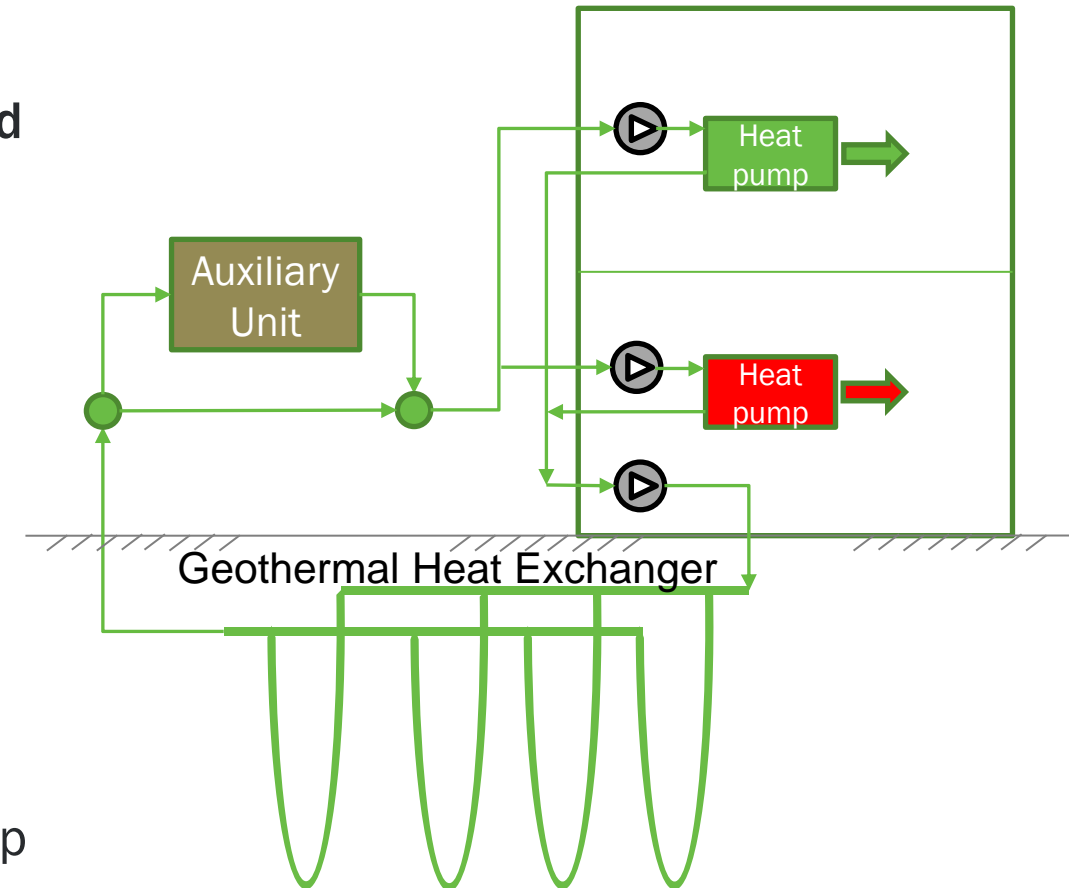 d
Heat
pump
Auxiliary
Unit
Heat
pump
Geothermal Heat Exchanger
p